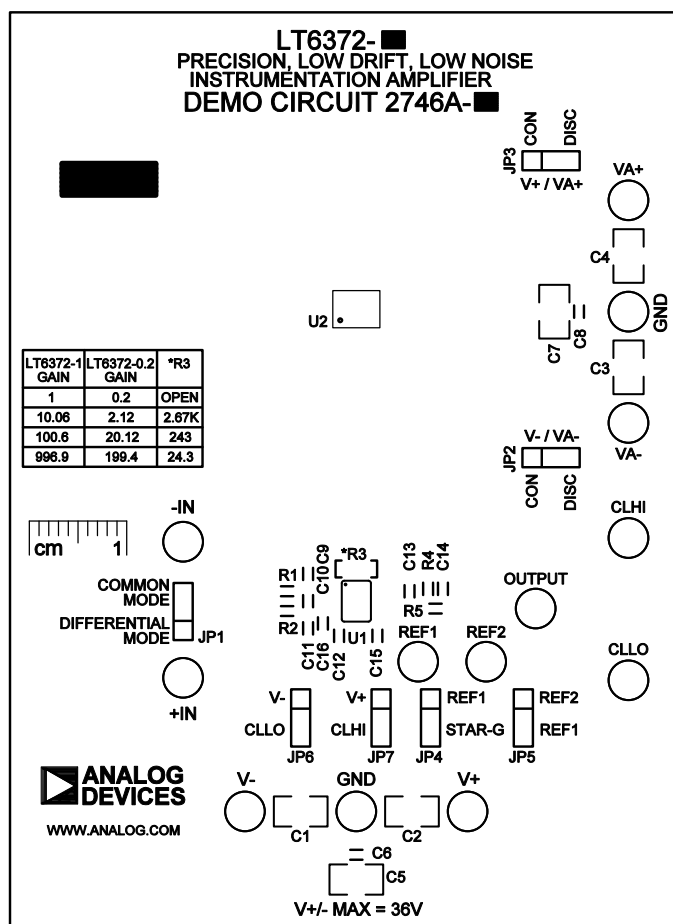 LT6372-
PRECISION, LOW DRIFT, LOW NOISE
INSTRUMENTATION AMPLIFIER
DEMO CIRCUIT 2746A-
CON
DISC
JP3
V+ / VA+
VA+
C4
U2
C7
C8
GND
C3
LT6372-1 GAIN LT6372-0.2 GAIN *R3
1 0.2 OPEN
10.06 2.12 2.67K
100.6 20.12 243
996.9 199.4 24.3
VA-
V- / VA-
JP2
CON
DISC
-IN
CLHI
cm 1
C9
C10
*R3
C13
R4
C14
R1
COMMON
MODE
OUTPUT
R5
DIFFERENTIAL
MODE
JP1
R2
C11
C16
C12
U1
C15
REF1
REF2
CLLO
+IN
V-
CLLO
JP6
V+
CLHI
JP7
REF1
STAR-G
JP4
REF2
REF1
JP5
ANALOG
DEVICES
WWW.ANALOG.COM
V-
GND
V+
C1
C2
C6
C5
V+/- MAX = 36V